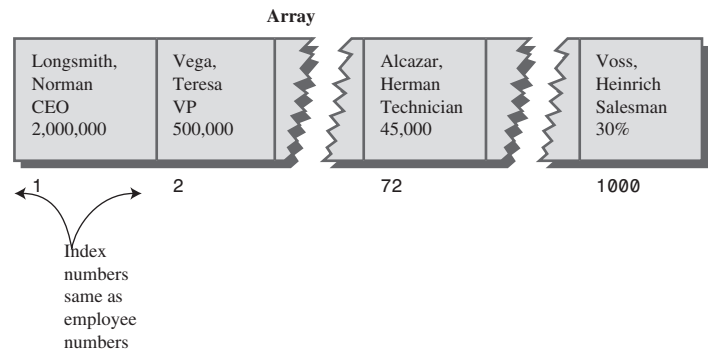 Array
Longsmith,
Norman
CEO
2,000,000
Vega,
Teresa
VP
500,000
Alcazar,
Herman
Technician
45,000
Voss,
Heinrich
Salesman
30%
1
2
72
1000
Index
numbers
same as
employee
numbers